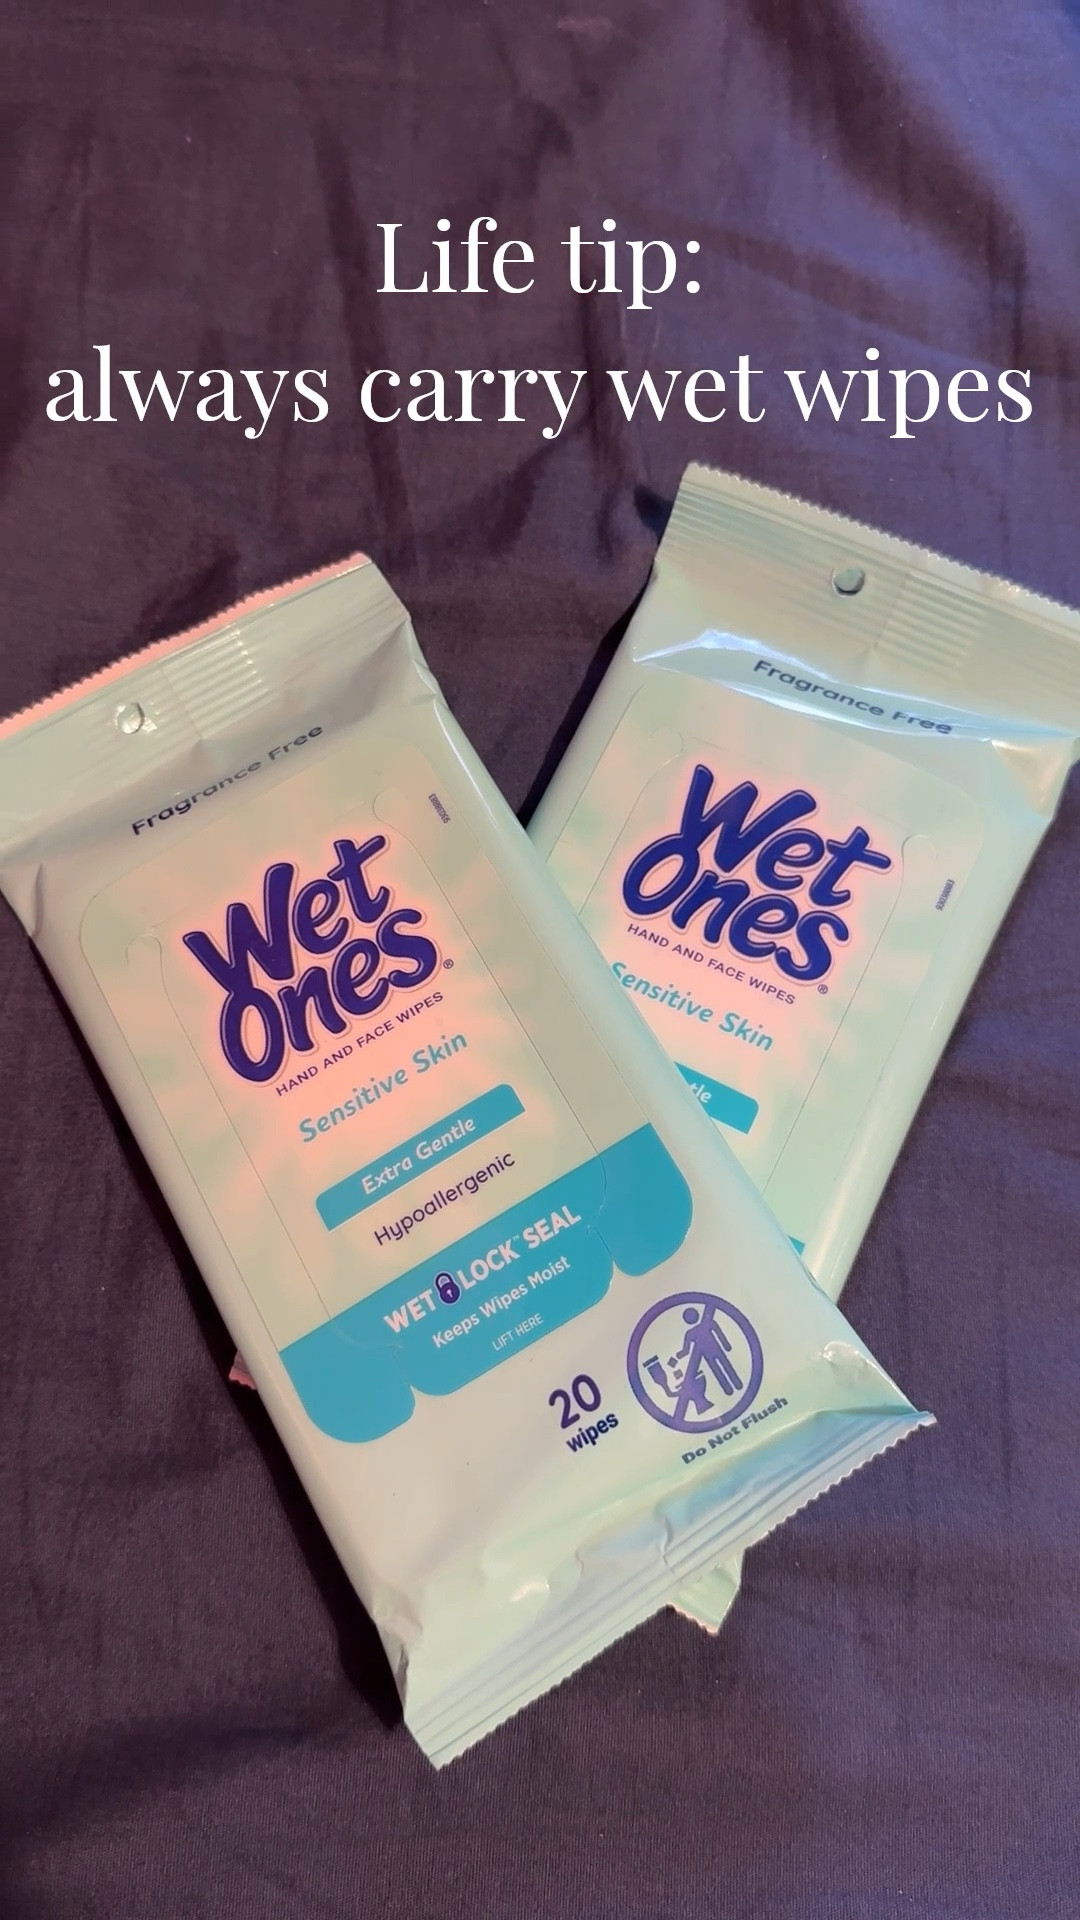 Life tip:
always carry wet wipes
Fragrance Free
Wet
Ones®
HAND AND FACE WIPES
Sensitive Skin
Extra Gentle
Hypoallergenic
WET LOCK™ SEAL
Keeps Wipes Moist
LIFT HERE
20
wipes
Do Not Flush
Fragrance Free
Wet
Ones®
HAND AND FACE WIPES
Sensitive Skin
tle